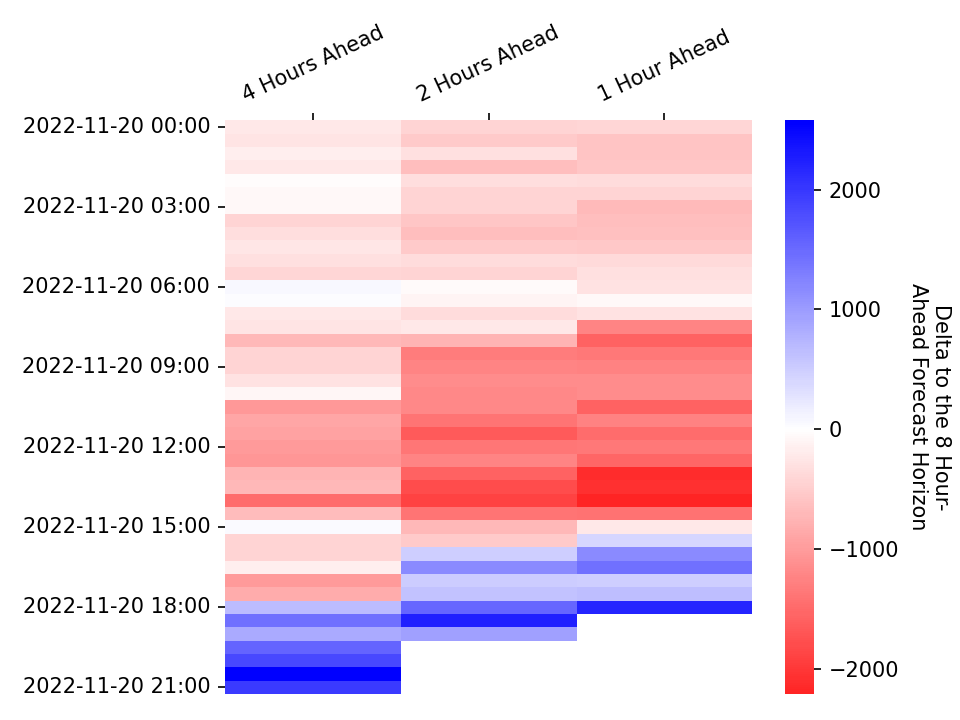 4 Hours Ahead
2 Hours Ahead
1 Hour Ahead
2022-11-20 00:00
2022-11-20 03:00
2022-11-20 06:00
2022-11-20 09:00
2022-11-20 12:00
2022-11-20 15:00
2022-11-20 18:00
2022-11-20 21:00
2000
1000
0
−1000
−2000
Delta to the 8 Hour-
Ahead Forecast Horizon